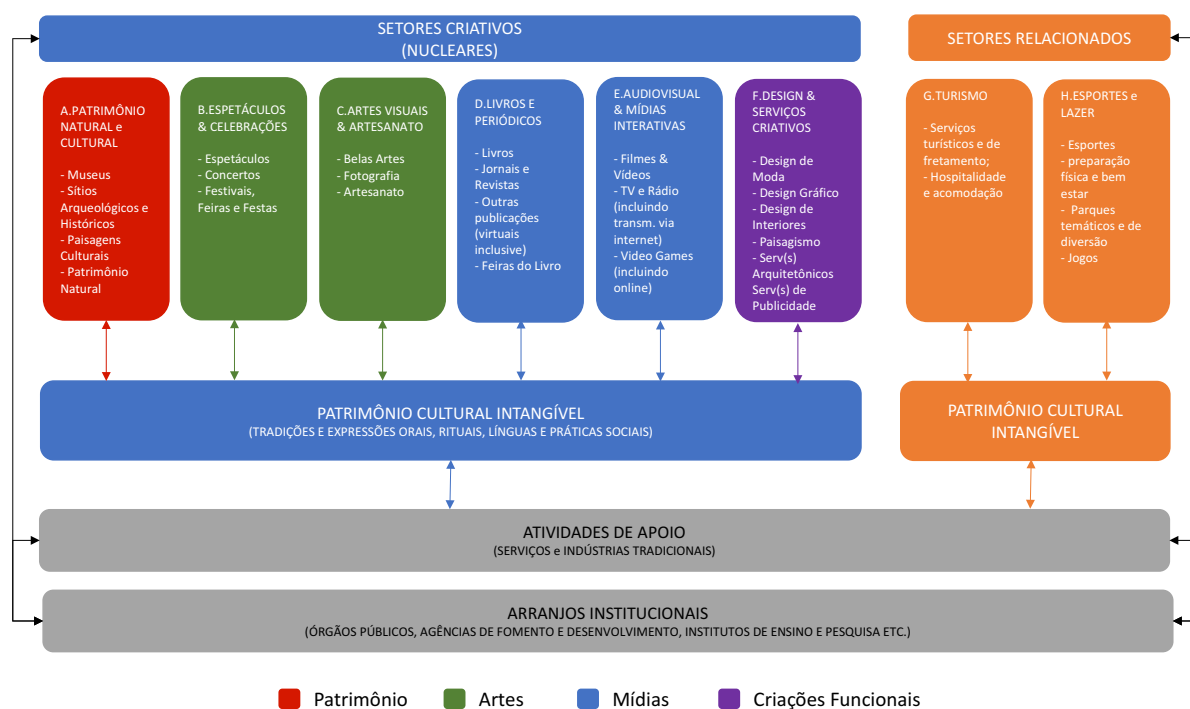 SETORES CRIATIVOS
(NUCLEARES)
SETORES RELACIONADOS
A.PATRIMÔNIO
NATURAL e
CULTURAL
- Museus
- Sítios
Arqueológicos e
Históricos
- Paisagens
Culturais
- Patrimônio
Natural
B.ESPETÁCULOS
& CELEBRAÇÕES
- Espetáculos
- Concertos
- Festivais,
Feiras e Festas
C.ARTES VISUAIS
& ARTESANATO
- Belas Artes
- Fotografia
- Artesanato
D.LIVROS E
PERIÓDICOS
- Livros
- Jornais e
Revistas
- Outras
publicações
(virtuais
inclusive)
- Feiras do Livro
E.AUDIOVISUAL
& MÍDIAS
INTERATIVAS
- Filmes &
Vídeos
- TV e Rádio
(incluindo
transm. via
internet)
- Video Games
(incluindo
online)
F.DESIGN &
SERVIÇOS
CRIATIVOS
- Design de
Moda
- Design Gráfico
- Design de
Interiores
- Paisagismo
- Serv(s)
Arquitetônicos
Serv(s) de
Publicidade
G.TURISMO
- Serviços
turísticos e de
fretamento;
- Hospitalidade
e acomodação
H.ESPORTES e
LAZER
- Esportes
- preparação
física e bem
estar
- Parques
temáticos e de
diversão
- Jogos
PATRIMÔNIO CULTURAL INTANGÍVEL
(TRADIÇÕES E EXPRESSÕES ORAIS, RITUAIS, LÍNGUAS E PRÁTICAS SOCIAIS)
PATRIMÔNIO CULTURAL
INTANGÍVEL
ATIVIDADES DE APOIO
(SERVIÇOS e INDÚSTRIAS TRADICIONAIS)
ARRANJOS INSTITUCIONAIS
(ÓRGÃOS PÚBLICOS, AGÊNCIAS DE FOMENTO E DESENVOLVIMENTO, INSTITUTOS DE ENSINO E PESQUISA ETC.)
Patrimônio
Artes
Mídias
Criações Funcionais